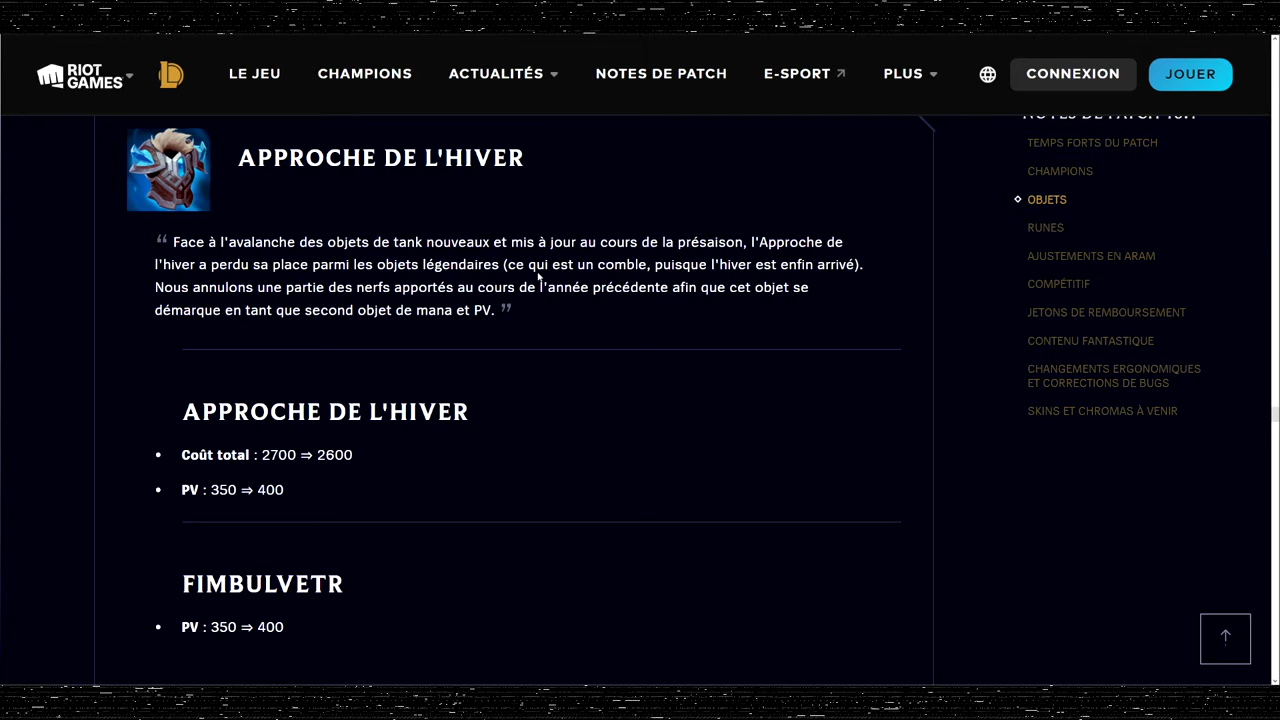 RIOT GAMES
LE JEU
CHAMPIONS
ACTUALITÉS
NOTES DE PATCH
E-SPORT
PLUS
CONNEXION
JOUER
APPROCHE DE L'HIVER
“ Face à l'avalanche des objets de tank nouveaux et mis à jour au cours de la présaison, l'Approche de
l'hiver a perdu sa place parmi les objets légendaires (ce qui est un comble, puisque l'hiver est enfin arrivé).
Nous annulons une partie des nerfs apportés au cours de l'année précédente afin que cet objet se
démarque en tant que second objet de mana et PV. ”
APPROCHE DE L'HIVER
• Coût total : 2700 ⇒ 2600
• PV : 350 ⇒ 400
FIMBULVETR
• PV : 350 ⇒ 400
NOTES DE PATCH
TEMPS FORTS DU PATCH
CHAMPIONS
OBJETS
RUNES
AJUSTEMENTS EN ARAM
COMPÉTITIF
JETONS DE REMBOURSEMENT
CONTENU FANTASTIQUE
CHANGEMENTS ERGONOMIQUES
ET CORRECTIONS DE BUGS
SKINS ET CHROMAS À VENIR